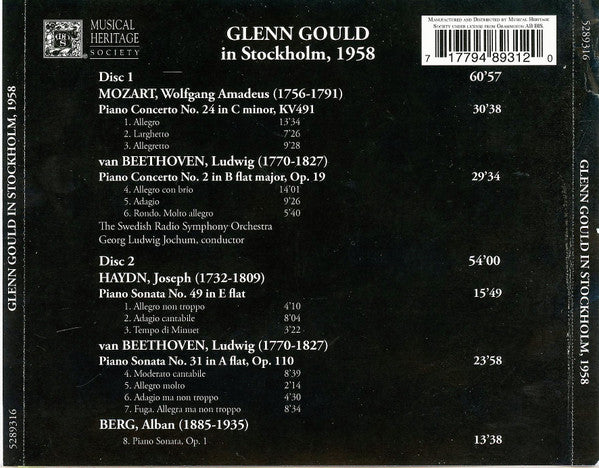 MUSICAL
HERITAGE
SOCIETY
GLENN GOULD
in Stockholm, 1958
MANUFACTURED AND DISTRIBUTED BY MUSICAL HERITAGE
SOCIETY UNDER LICENSE FROM GRAMMOFON AB BIS.
7 17794 89312 0
Disc 1 60’57
MOZART, Wolfgang Amadeus (1756-1791)
Piano Concerto No. 24 in C minor, KV491 30’38
1. Allegro 13’34
2. Larghetto 7’26
3. Allegretto 9’28
van BEETHOVEN, Ludwig (1770-1827)
Piano Concerto No. 2 in B flat major, Op. 19 29’34
4. Allegro con brio 14’01
5. Adagio 9’26
6. Rondo. Molto allegro 5’40
The Swedish Radio Symphony Orchestra
Georg Ludwig Jochum, conductor
Disc 2 54’00
HAYDN, Joseph (1732-1809)
Piano Sonata No. 49 in E flat 15’49
1. Allegro non troppo 4’10
2. Adagio cantabile 8’04
3. Tempo di Minuet 3’22
van BEETHOVEN, Ludwig (1770-1827)
Piano Sonata No. 31 in A flat, Op. 110 23’58
4. Moderato cantabile 8’39
5. Allegro molto 2’14
6. Adagio ma non troppo 4’30
7. Fuga. Allegra ma non troppo 8’34
BERG, Alban (1885-1935)
8. Piano Sonata, Op. 1 13’38
GLENN GOULD IN STOCKHOLM, 1958
5289316
5289316
GLENN GOULD IN STOCKHOLM, 1958